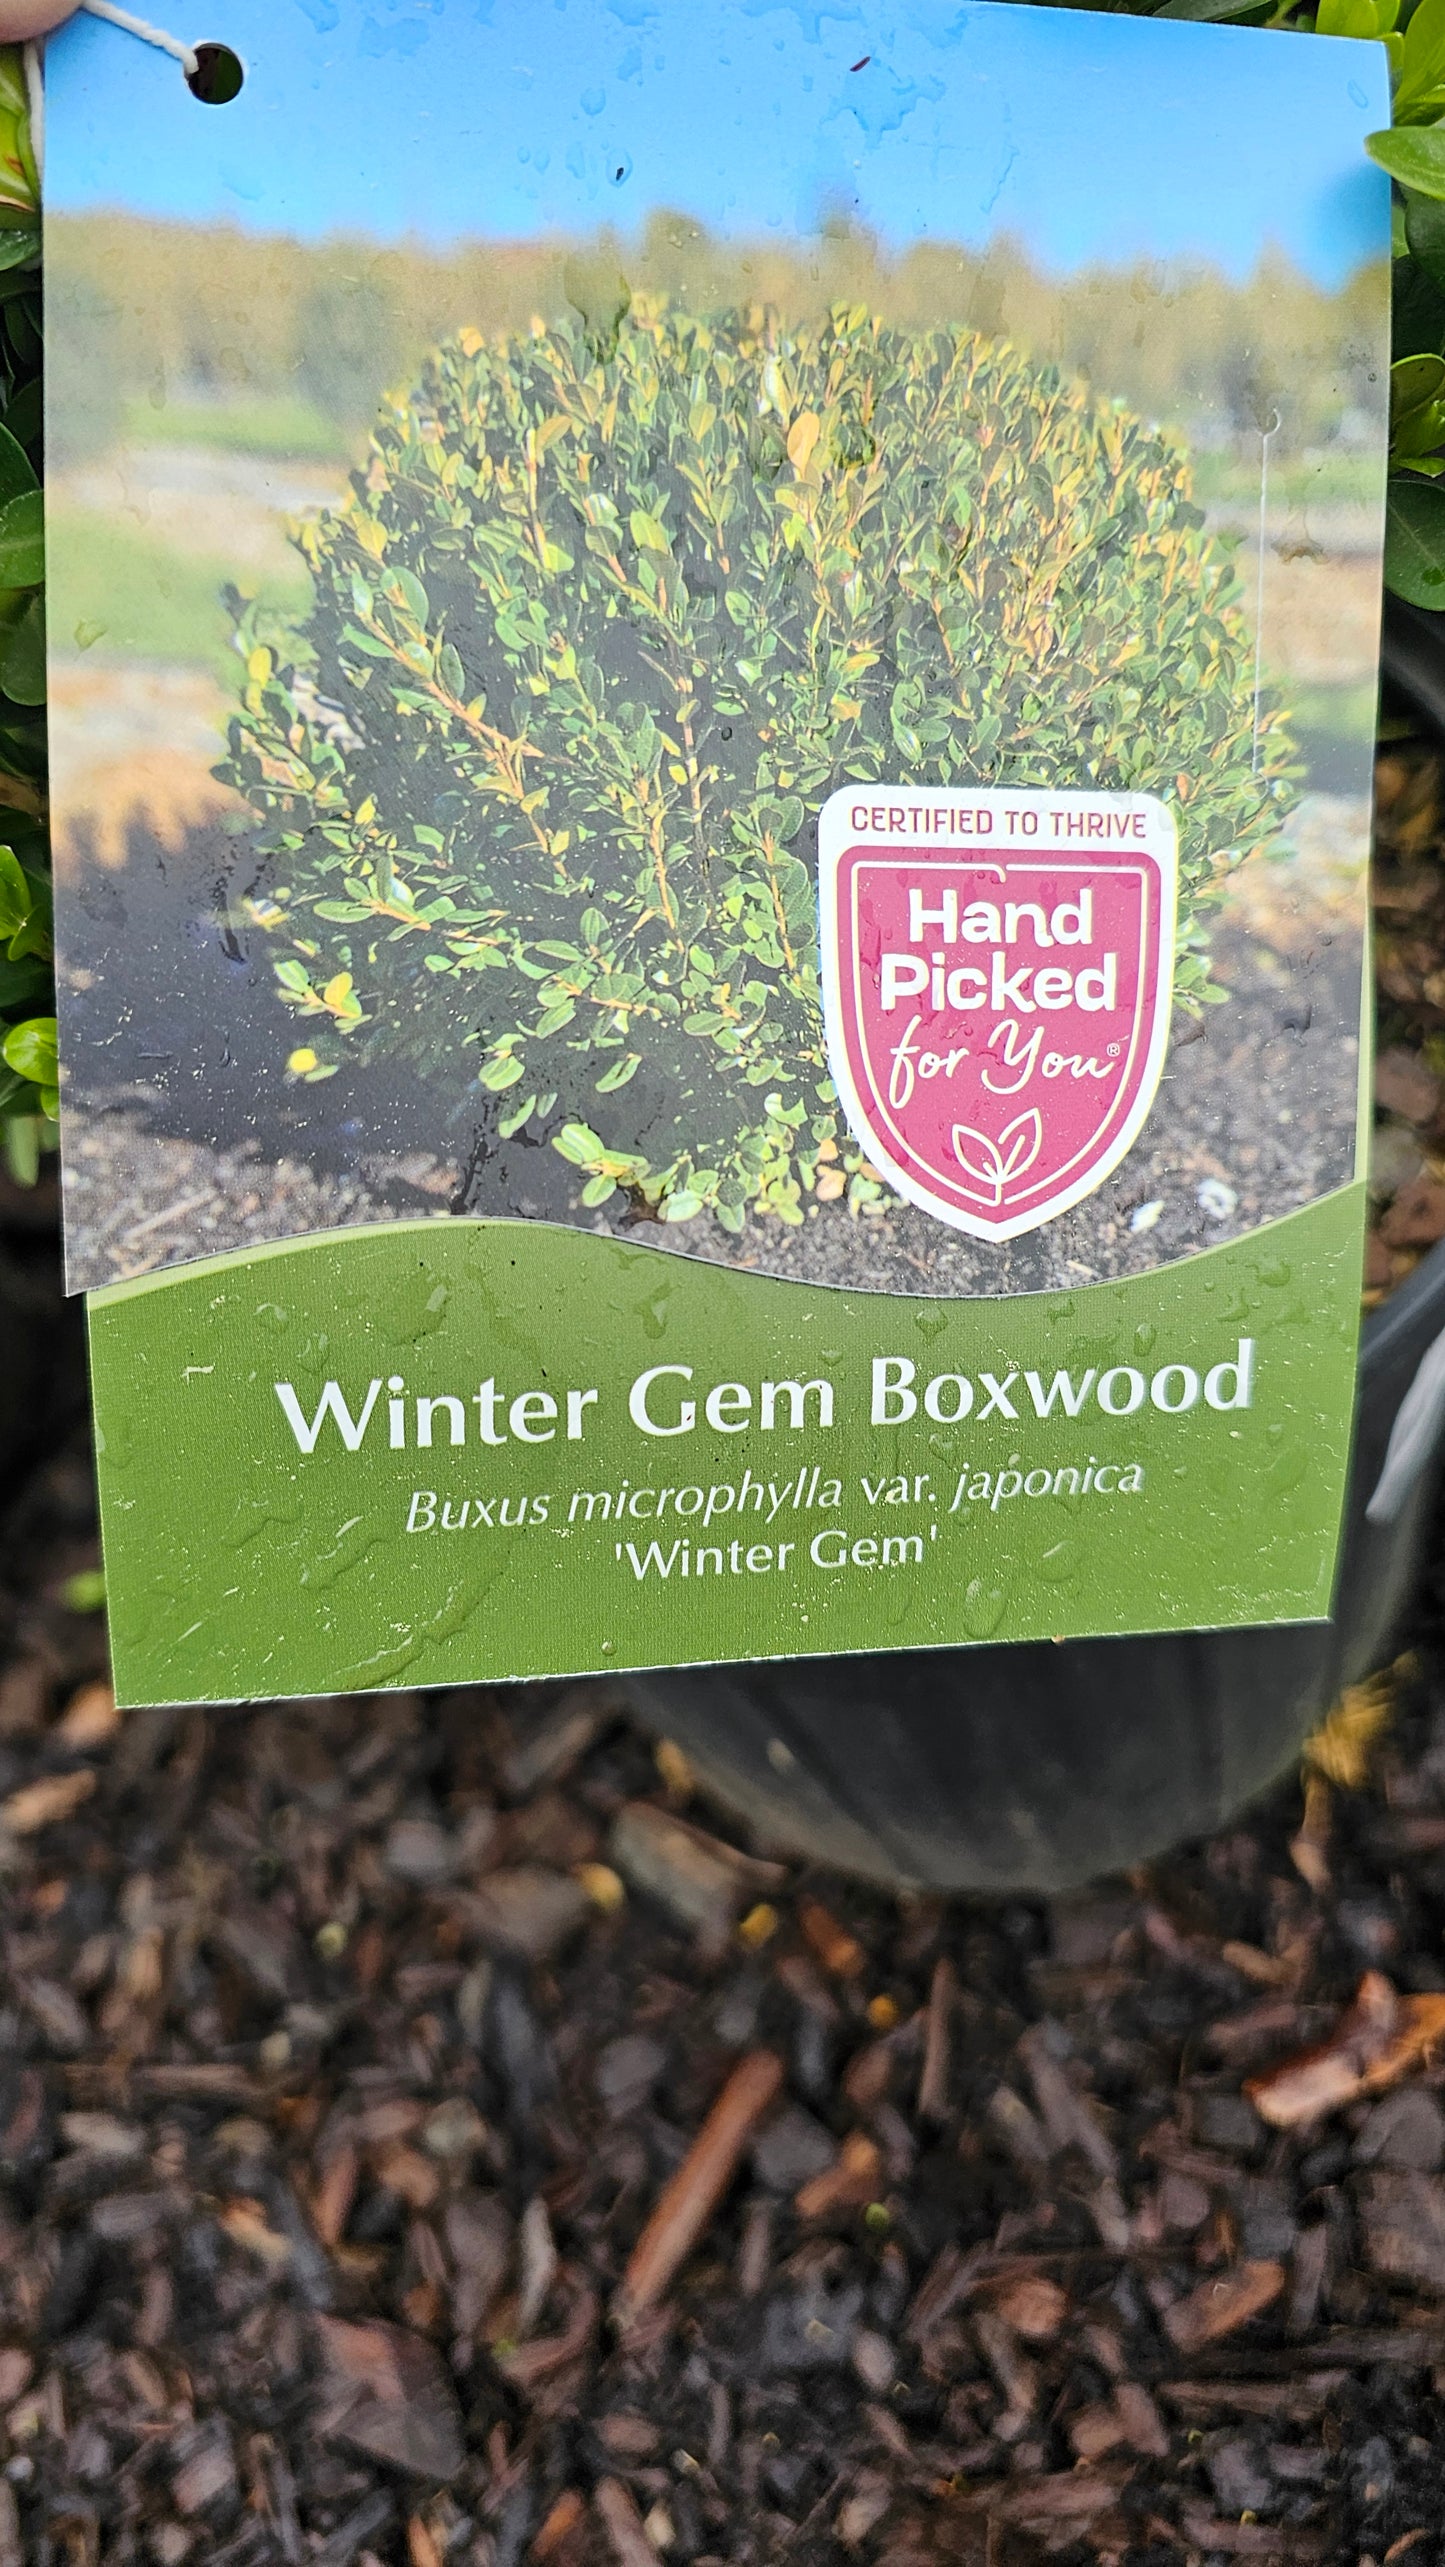 CERTIFIED TO THRIVE
Hand
Picked
for You®
Winter Gem Boxwood
Buxus microphylla var. japonica
'Winter Gem'